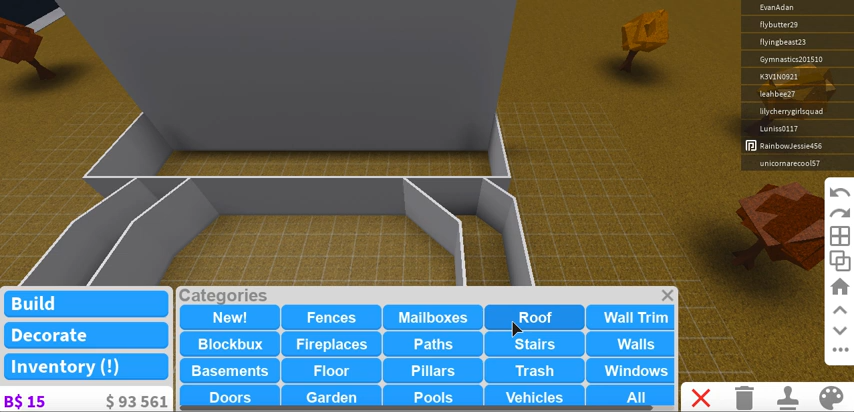 EvanAdan
flybutter29
flyingbeast23
Gymnastics201510
K3V1N0921
leahbee27
lilycherrygirlsquad
Luniss0117
RainbowJessie456
unicornarecool57
Categories
New! Fences Mailboxes Roof Wall Trim
Blockbux Fireplaces Paths Stairs Walls
Basements Floor Pillars Trash Windows
Doors Garden Pools Vehicles All
Build
Decorate
Inventory (!)
B$ 15 $ 93 561